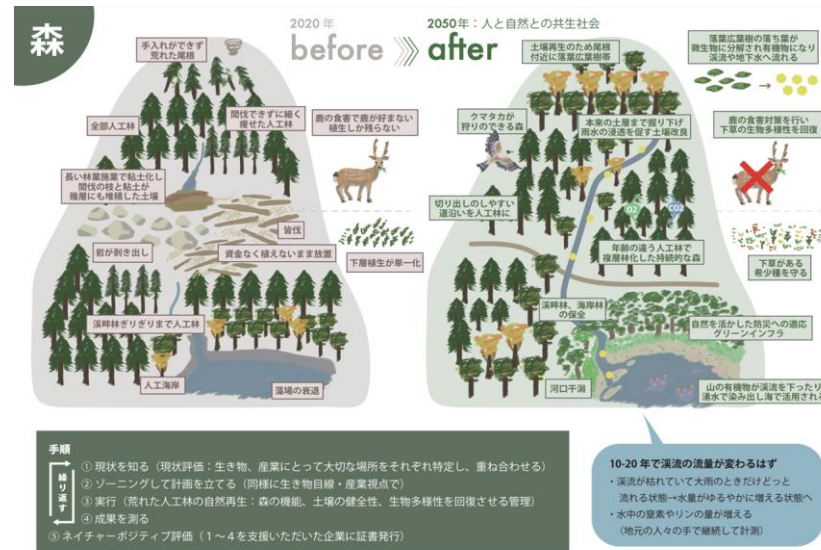 森
2020 年
before
2050年：人と自然との共生社会
after
手入れができず
荒れた尾根
全部人工林
間伐できずに細く
痩せた人工林
鹿の食害で鹿が好まない
植生しか残らない
長い林業施業で粘土化し
間伐の枝と粘土が
幾層にも堆積した土壌
皆伐
岩が剥き出し
資金なく植えないまま放置
下層植生が単一化
渓畔林ぎりぎりまで人工林
人工海岸
藻場の衰退
土壌再生のため尾根
付近に落葉広葉樹帯
落葉広葉樹の落ち葉が
微生物に分解され有機物になり
渓流や地下水へ流れる
クマタカが
狩りのできる森
本来の土層まで掘り下げ
雨水の浸透を促す土壌改良
鹿の食害対策を行い
下草の生物多様性を回復
切り出しのしやすい
道沿いを人工林に
O2
CO2
年齢の違う人工林で
複層林化した持続的な森
下草がある
希少種を守る
渓畔林、海岸林
の保全
自然を活かした防災への適応
グリーンインフラ
河口干潟
山の有機物が渓流を下ったり
湧水で染み出し海で活用される
手順
繰り返す
① 現状を知る（現状評価：生き物、産業にとって大切な場所をそれぞれ特定し、重ね合わせる）
② ゾーニングして計画を立てる（同様に生き物目線・産業視点で）
③ 実行（荒れた人工林の自然再生：森の機能、土壌の健全性、生物多様性を回復させる管理）
④ 成果を測る
⑤ ネイチャーポジティブ評価（１〜４を支援いただいた企業に証書発行）
10-20 年で渓流の流量が変わるはず
・渓流が枯れていて大雨のときだけどっと
流れる状態→水量がゆるやかに増える状態へ
・水中の窒素やリンの量が増える
（地元の人々の手で継続して計測）